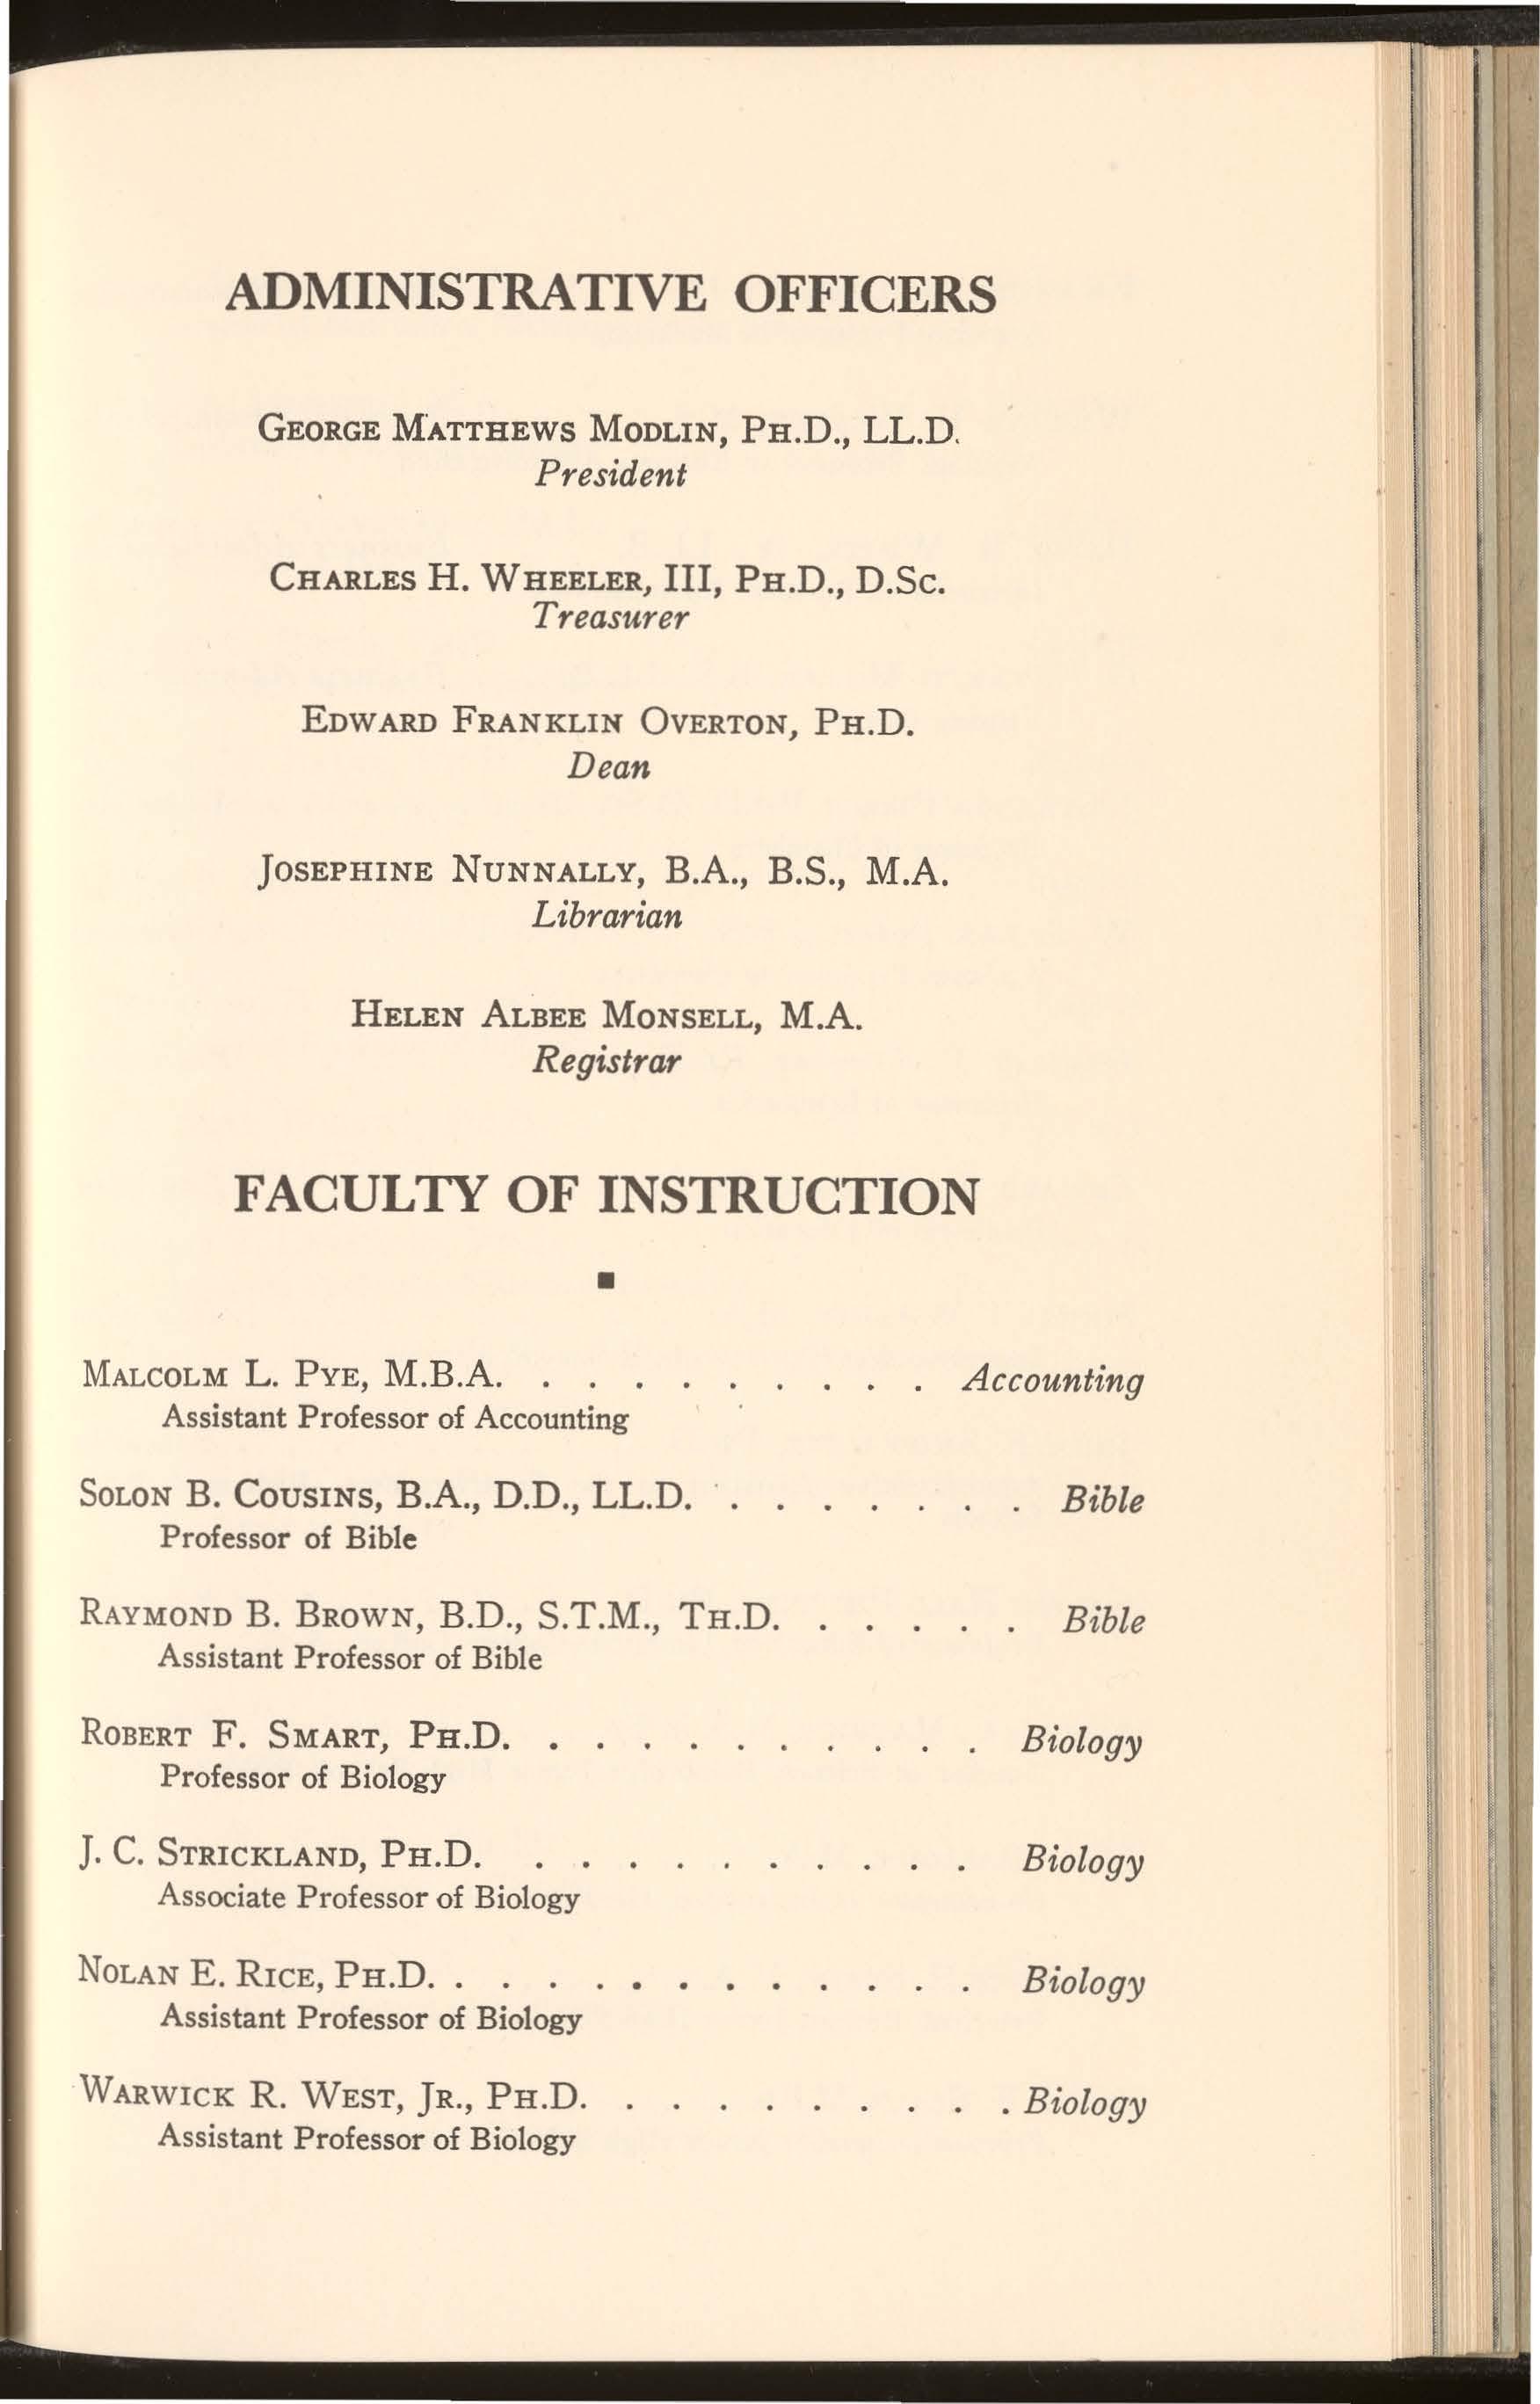 ADMINISTRATIVE OFFICERS
GEORGE MATTHEWS MODLIN, PH.D., LL.D.
President
CHARLES H. WHEELER, III, PH.D., D.SC.
Treasurer
EDWARD FRANKLIN OVERTON, PH.D.
Dean
JOSEPHINE NUNNALLY, B.A., B.S., M.A.
Librarian
HELEN ALBEE MONSELL, M.A.
Registrar
FACULTY OF INSTRUCTION
MALCOLM L. PYE, M.B.A. . . . . . . . . . Accounting
Assistant Professor of Accounting
SOLON B. COUSINS, B.A., D.D., LL.D. . . . . . . . Bible
Professor of Bible
RAYMOND B. BROWN, B.D., S.T.M., TH.D. . . . . . Bible
Assistant Professor of Bible
ROBERT F. SMART, PH.D. . . . . . . . . . . Biology
Professor of Biology
J. C. STRICKLAND, PH.D. . . . . . . . . . . Biology
Associate Professor of Biology
NOLAN E. RICE, PH.D. . . . . . . . . . . . . Biology
Assistant Professor of Biology
WARWICK R. WEST, JR., PH.D. . . . . . . . . . Biology
Assistant Professor of Biology